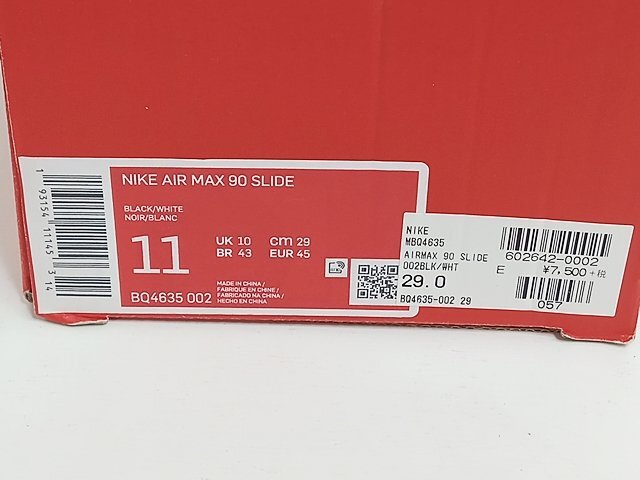 1 93154 11145 3 14
NIKE AIR MAX 90 SLIDE
BLACK/WHITE
NOIR/BLANC
11
UK 10 CM 29
BR 43 EUR 45
BQ4635 002
MADE IN CHINA /
FABRIQUE EN CHINE /
FABRICADO NA CHINA /
HECHO EN CHINA
NIKE
MBQ4635
AIRMAX 90 SLIDE
002BLK/WHT
29.0
BQ4635-002 29
602642-0002
E ¥7,500+税
057